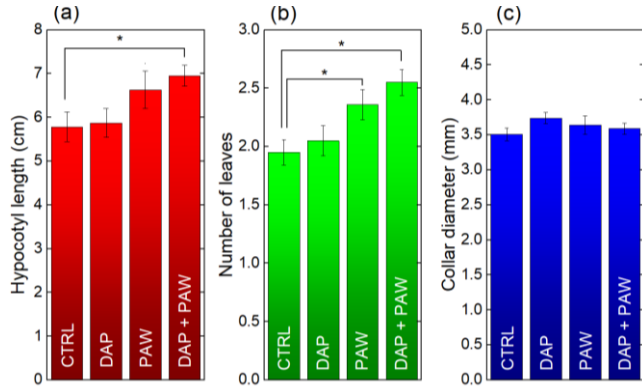 (a)
Hypocotyl length (cm)
8
7
6
5
4
3
2
1
0
*
CTRL
DAP
PAW
DAP + PAW
(b)
Number of leaves
3.0
2.5
2.0
1.5
1.0
0.5
0.0
*
*
CTRL
DAP
PAW
DAP + PAW
(c)
Collar diameter (mm)
5.0
4.5
4.0
3.5
3.0
2.5
2.0
1.5
1.0
0.5
0.0
CTRL
DAP
PAW
DAP + PAW